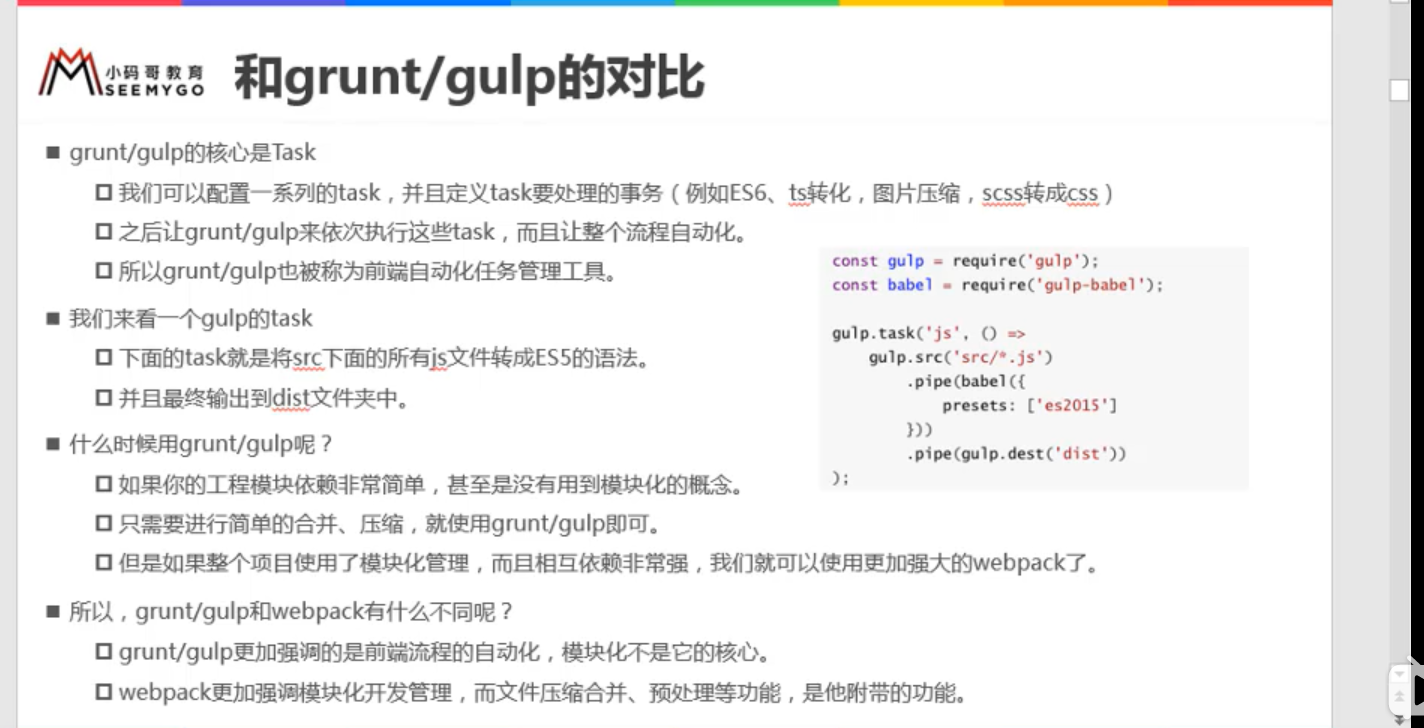 小码哥教育
SEEMYGO
和grunt/gulp的对比
grunt/gulp的核心是Task
我们可以配置一系列的task，并且定义task要处理的事务（例如ES6、ts转化，图片压缩，scss转成css）
之后让grunt/gulp来依次执行这些task，而且让整个流程自动化。
所以grunt/gulp也被称为前端自动化任务管理工具。
我们来看一个gulp的task
下面的task就是将src下面的所有js文件转成ES5的语法。
并且最终输出到dist文件夹中。
什么时候用grunt/gulp呢？
如果你的工程模块依赖非常简单，甚至是没有用到模块化的概念。
只需要进行简单的合并、压缩，就使用grunt/gulp即可。
但是如果整个项目使用了模块化管理，而且相互依赖非常强，我们就可以使用更加强大的webpack了。
所以，grunt/gulp和webpack有什么不同呢？
grunt/gulp更加强调的是前端流程的自动化，模块化不是它的核心。
webpack更加强调模块化开发管理，而文件压缩合并、预处理等功能，是他附带的功能。
const gulp = require('gulp');
const babel = require('gulp-babel');
gulp.task('js', () =>
gulp.src('src/*.js')
.pipe(babel({
presets: ['es2015']
}))
.pipe(gulp.dest('dist'))
);